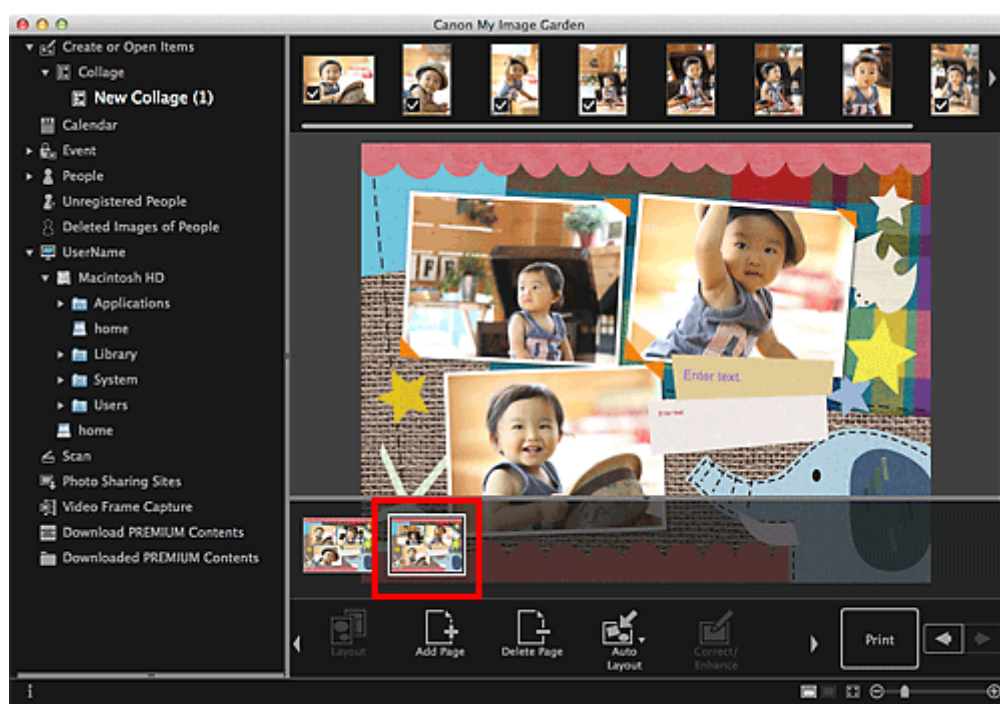 Canon My Image Garden
Create or Open Items
Collage
New Collage (1)
Calendar
Event
People
Unregistered People
Deleted Images of People
UserName
Macintosh HD
Applications
home
Library
System
Users
home
Scan
Photo Sharing Sites
Video Frame Capture
Download PREMIUM Contents
Downloaded PREMIUM Contents
Enter text.
Enter text
Layout
Add Page
Delete Page
Auto
Layout
Correct/
Enhance
Print